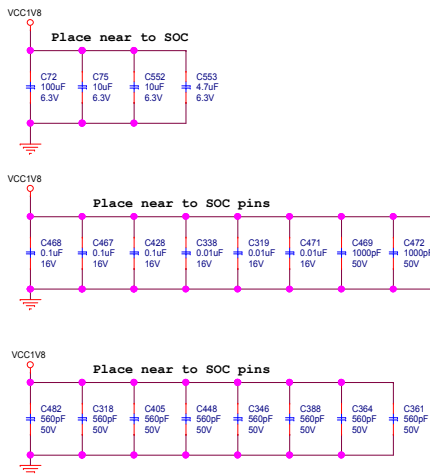 VCC1V8
Place near to SOC
C72 C75 C552 C553
100uF 10uF 10uF 4.7uF
6.3V 6.3V 6.3V 6.3V
VCC1V8
Place near to SOC pins
C468 C467 C428 C338 C319 C471 C469 C472
0.1uF 0.1uF 0.1uF 0.01uF 0.01uF 0.01uF 1000pF 1000pF
16V 16V 16V 16V 16V 16V 50V 50V
VCC1V8
Place near to SOC pins
C482 C318 C405 C448 C346 C388 C364 C361
560pF 560pF 560pF 560pF 560pF 560pF 560pF 560pF
50V 50V 50V 50V 50V 50V 50V 50V